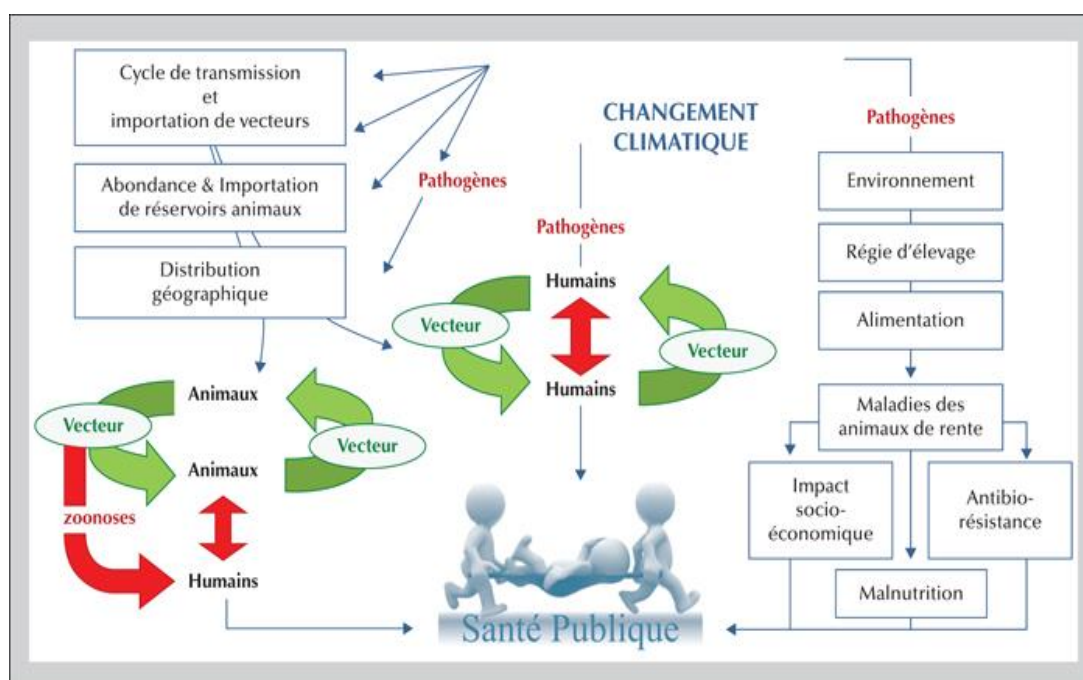 Cycle de transmission
et
importation de vecteurs
Abondance & Importation
de réservoirs animaux
Distribution
géographique
Pathogènes
CHANGEMENT
CLIMATIQUE
Pathogènes
Humains
Vecteur
Vecteur
Humains
Animaux
Vecteur
Vecteur
Animaux
zoonoses
Humains
Pathogènes
Environnement
Régie d'élevage
Alimentation
Maladies des
animaux de rente
Impact
socio-
économique
Antibio-
résistance
Malnutrition
Santé Publique